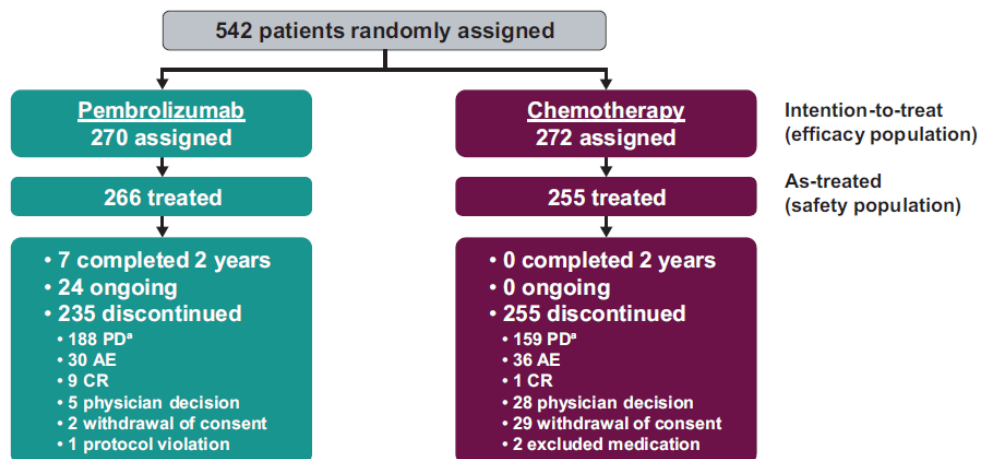 542 patients randomly assigned
Pembrolizumab
270 assigned
Chemotherapy
272 assigned
Intention-to-treat
(efficacy population)
266 treated
255 treated
As-treated
(safety population)
• 7 completed 2 years
• 24 ongoing
• 235 discontinued
• 188 PDᵃ
• 30 AE
• 9 CR
• 5 physician decision
• 2 withdrawal of consent
• 1 protocol violation
• 0 completed 2 years
• 0 ongoing
• 255 discontinued
• 159 PDᵃ
• 36 AE
• 1 CR
• 28 physician decision
• 29 withdrawal of consent
• 2 excluded medication